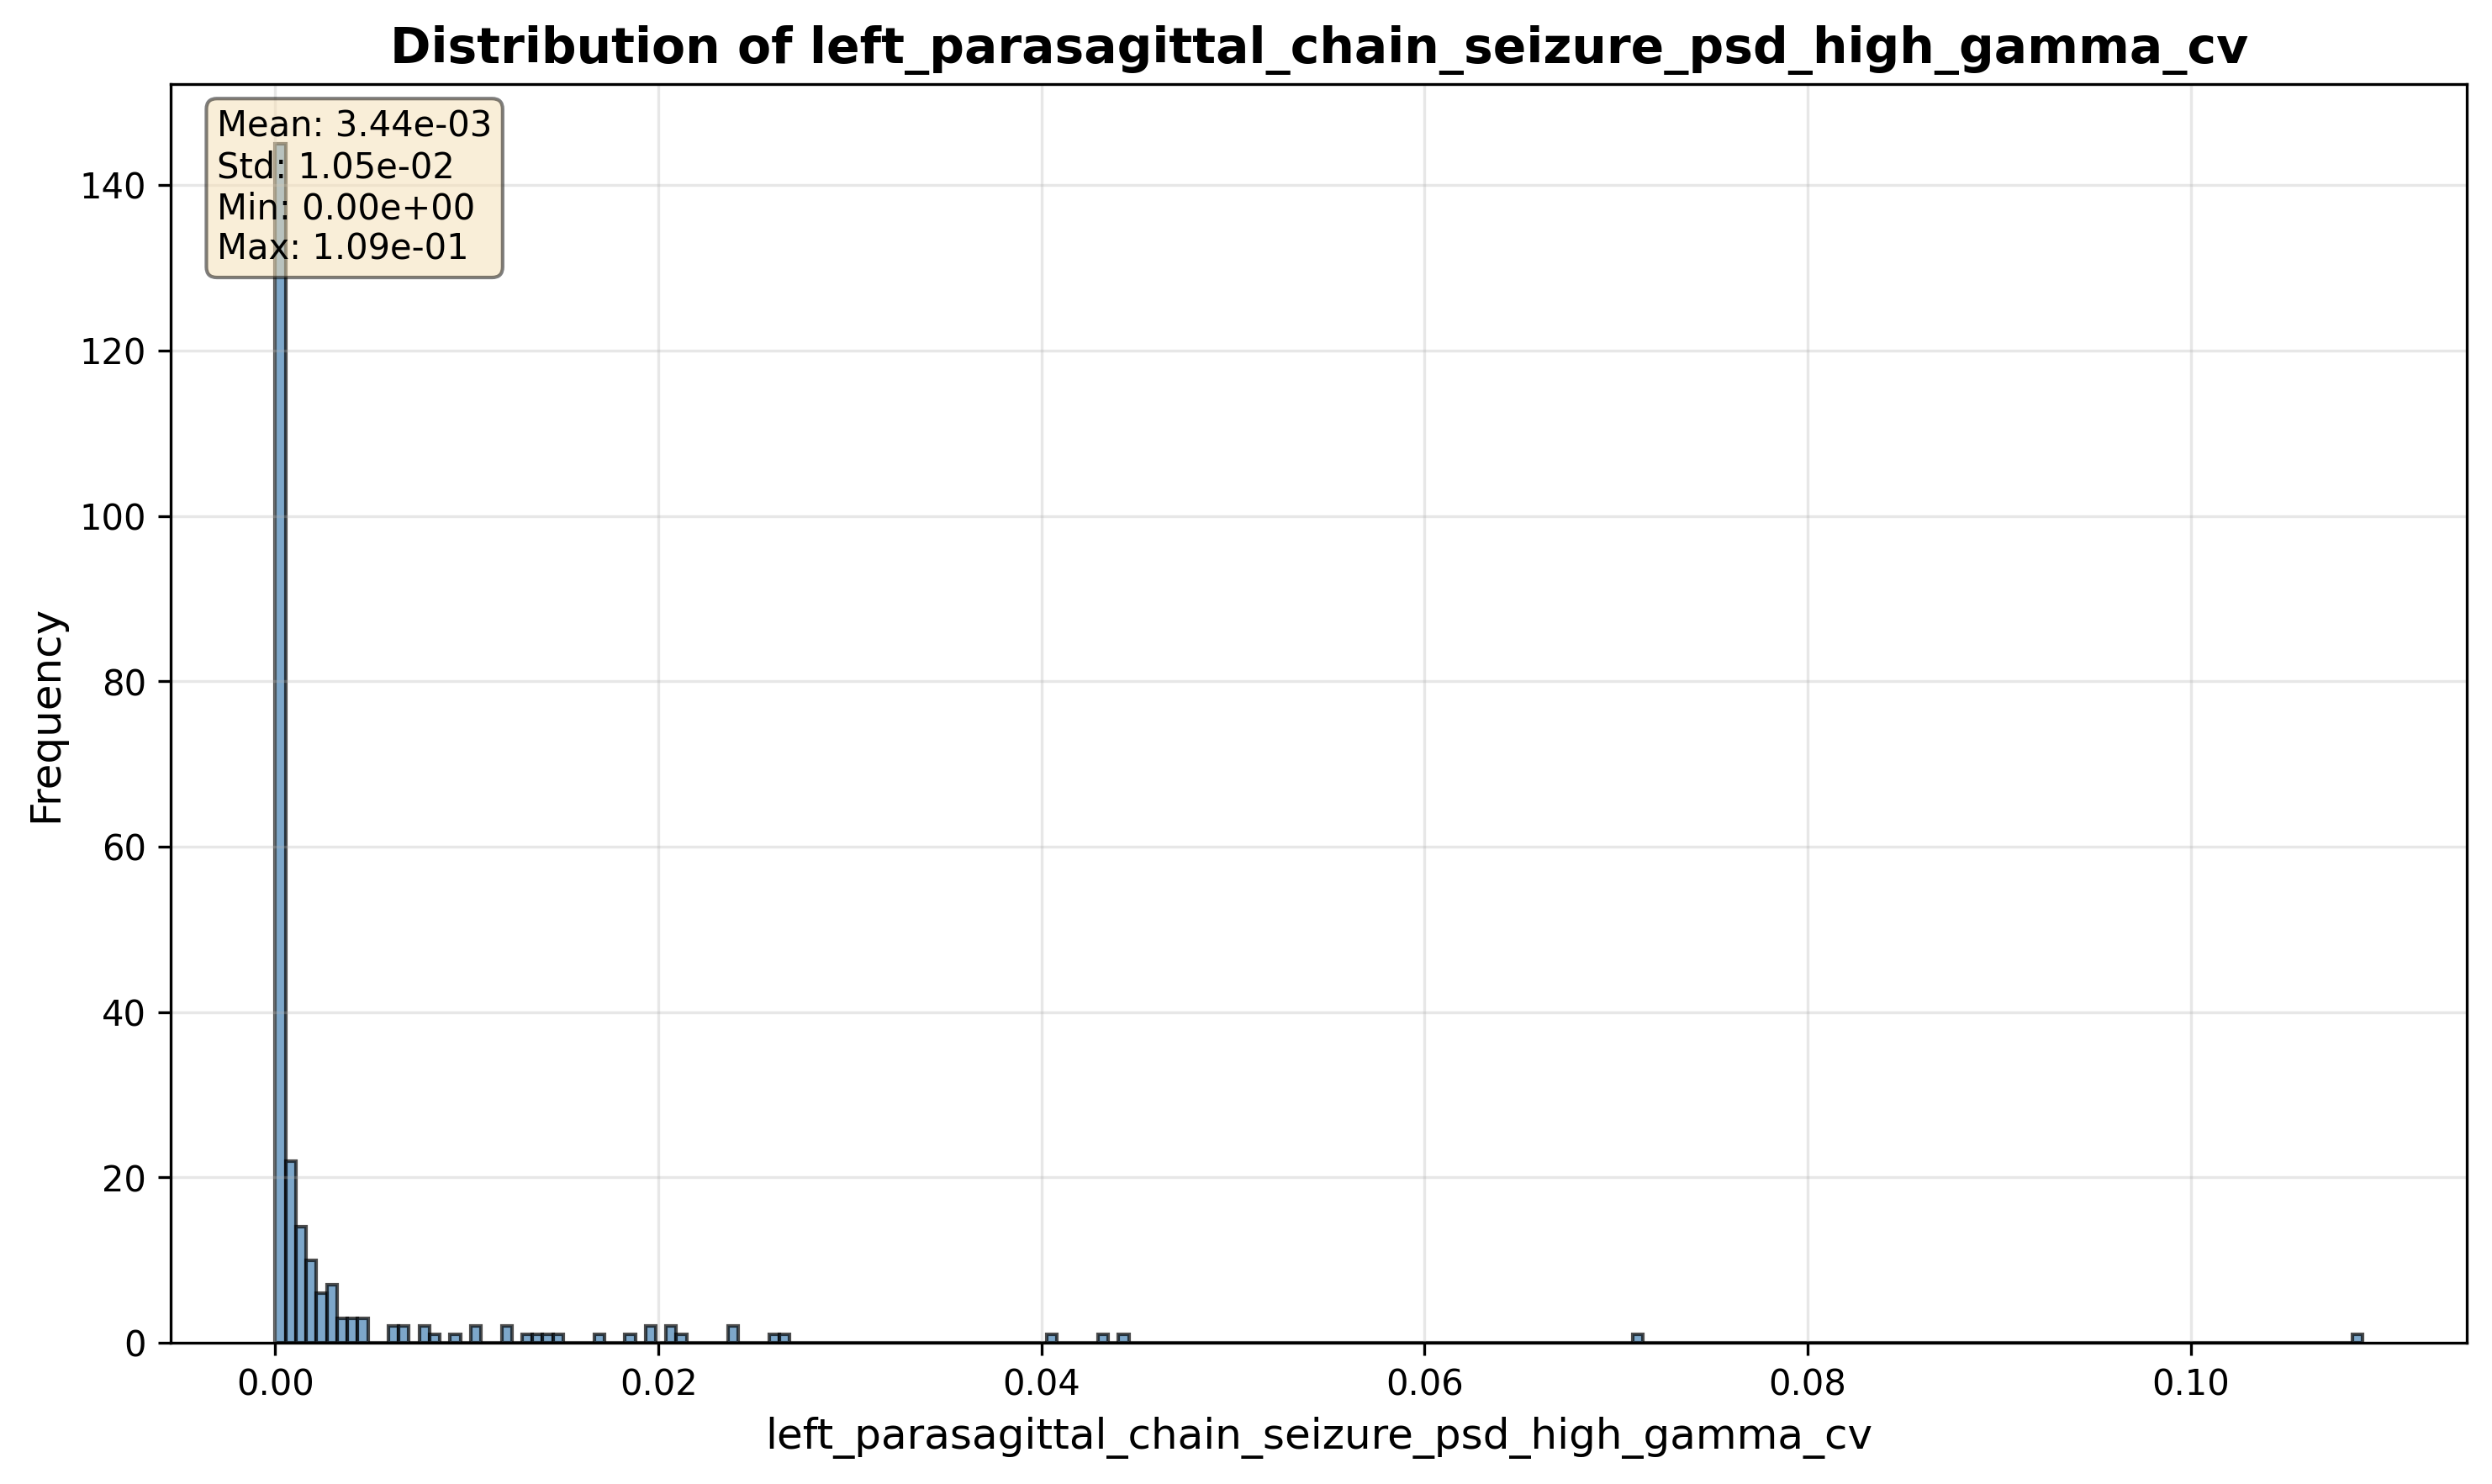 Distribution of left_parasagittal_chain_seizure_psd_high_gamma_cv
Mean: 3.44e-03
Std: 1.05e-02
Min: 0.00e+00
Max: 1.09e-01
140
120
100
80
60
40
20
0
Frequency
0.00 0.02 0.04 0.06 0.08 0.10
left_parasagittal_chain_seizure_psd_high_gamma_cv